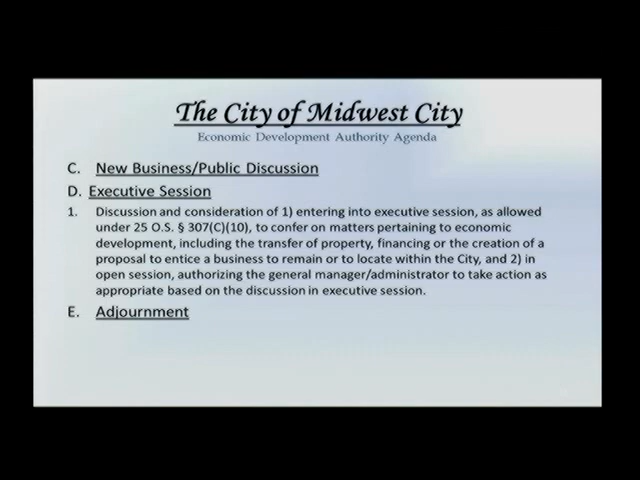 The City of Midwest City
Economic Development Authority Agenda
C. New Business/Public Discussion
D. Executive Session
1. Discussion and consideration of 1) entering into executive session, as allowed
under 25 O.S. § 307(C)(10), to confer on matters pertaining to economic
development, including the transfer of property, financing or the creation of a
proposal to entice a business to remain or to locate within the City, and 2) in
open session, authorizing the general manager/administrator to take action as
appropriate based on the discussion in executive session.
E. Adjournment